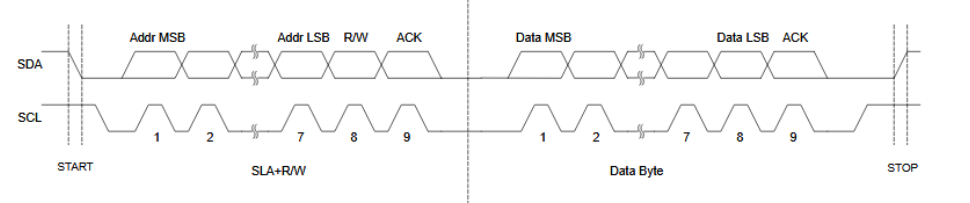 Addr MSB Addr LSB R/W ACK Data MSB Data LSB ACK
SDA
SCL
1 2 7 8 9 1 2 7 8 9
START SLA+R/W Data Byte STOP